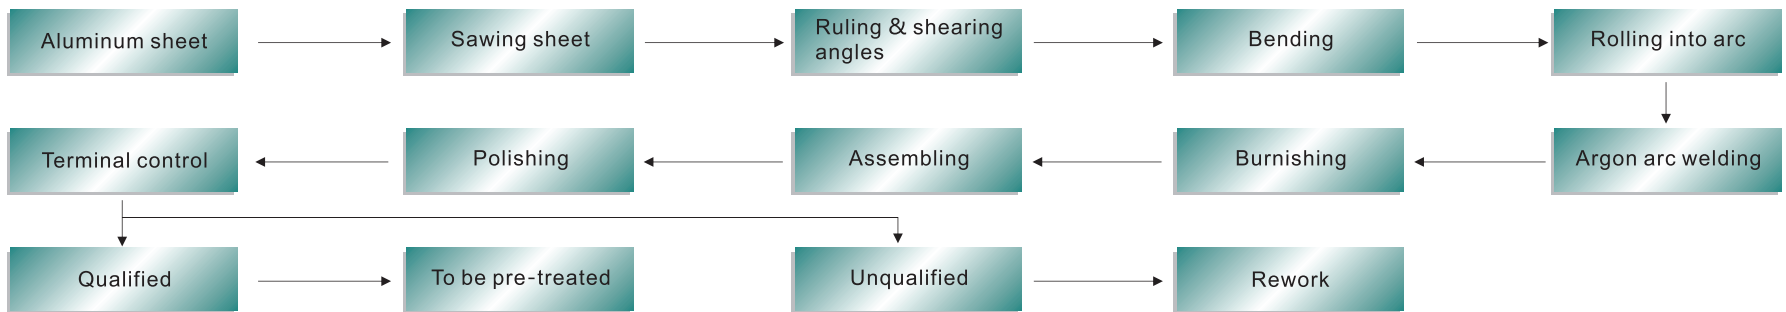 Aluminum sheet
Sawing sheet
Ruling & shearing
angles
Bending
Rolling into arc
Terminal control
Polishing
Assembling
Burnishing
Argon arc welding
Qualified
To be pre-treated
Unqualified
Rework